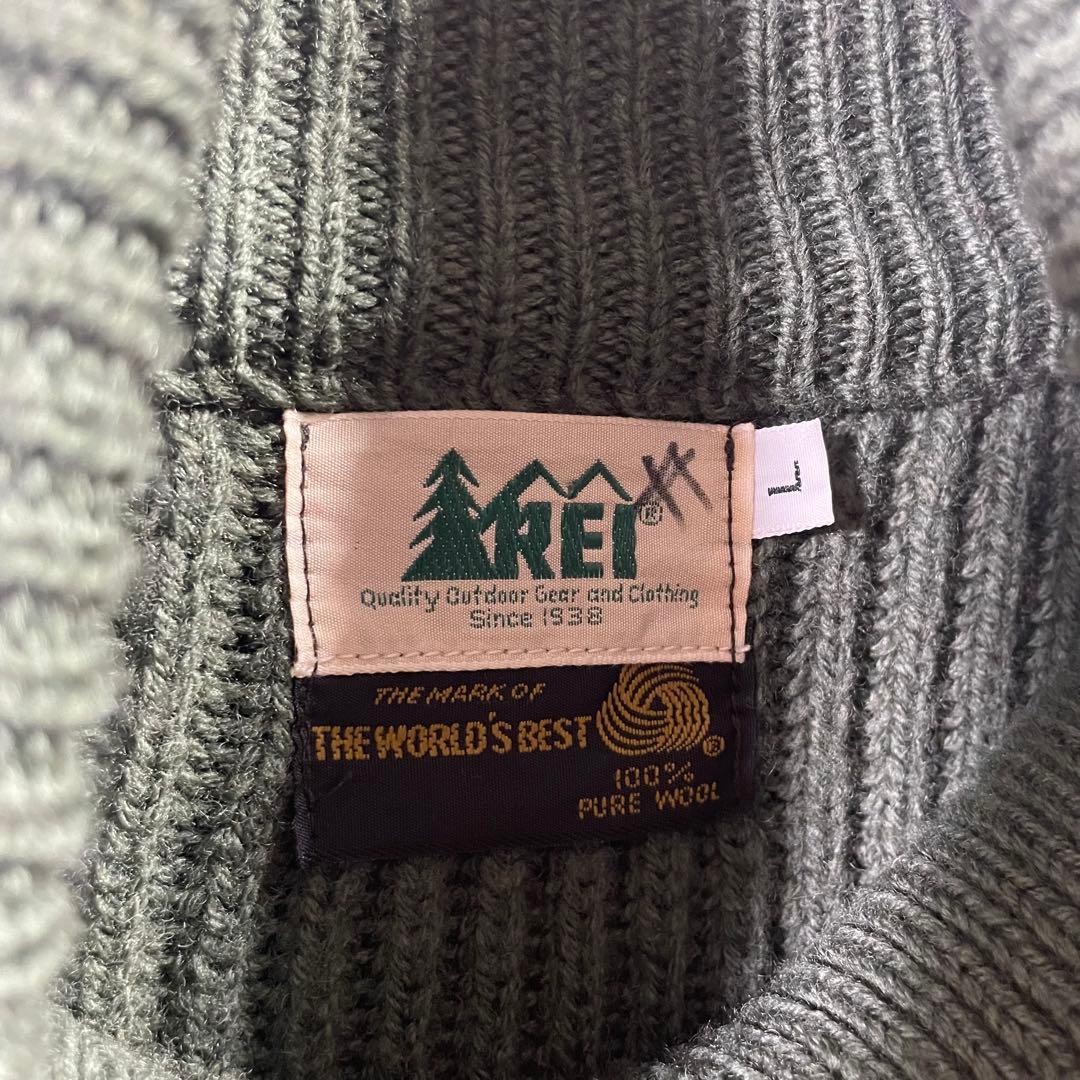 REI®
Quality Outdoor Gear and Clothing
Since 1938
L
THE MARK OF
THE WORLD'S BEST
®
100%
PURE WOOL